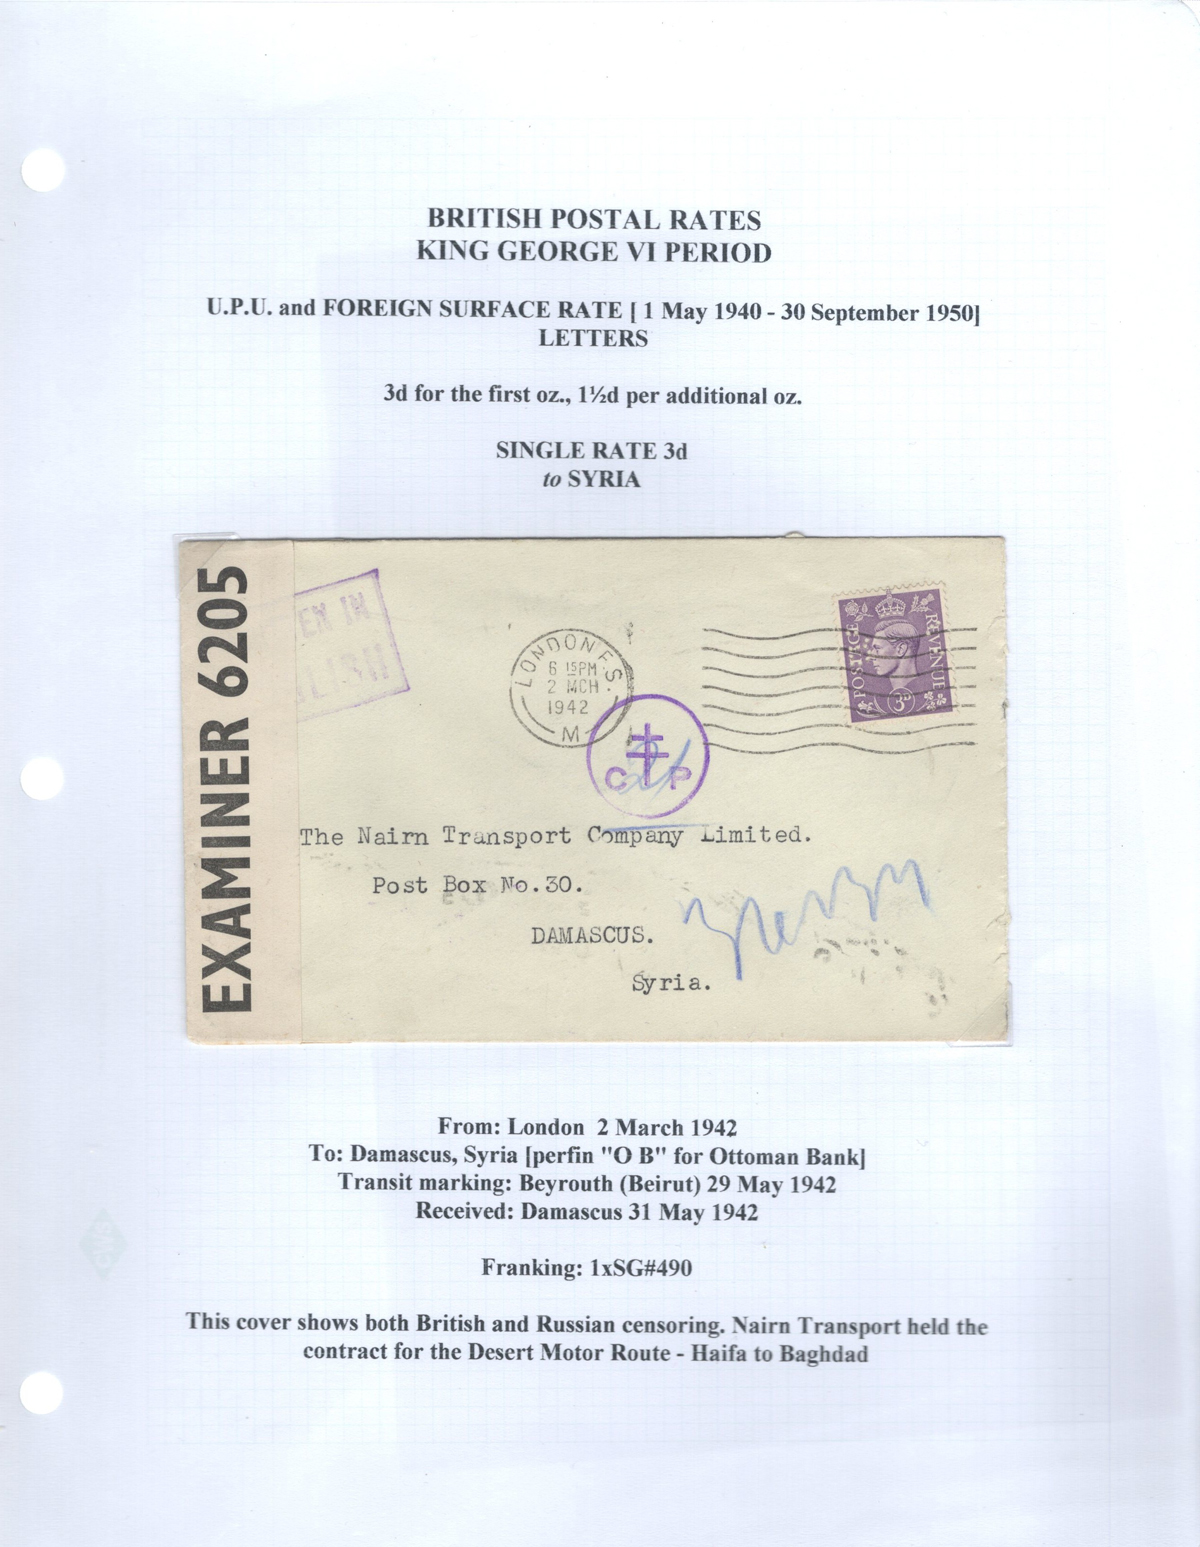 BRITISH POSTAL RATES
KING GEORGE VI PERIOD
U.P.U. and FOREIGN SURFACE RATE [ 1 May 1940 - 30 September 1950]
LETTERS
3d for the first oz., 1½d per additional oz.
SINGLE RATE 3d
to SYRIA
EXAMINER 6205
EN IN
LISH
LONDON F.S
6 15PM
2 MCH
1942
M
POSTAGE REVENUE
3D
C P
The Nairn Transport Company Limited.
Post Box No.30.
DAMASCUS.
Syria.
From: London 2 March 1942
To: Damascus, Syria [perfin "O B" for Ottoman Bank]
Transit marking: Beyrouth (Beirut) 29 May 1942
Received: Damascus 31 May 1942
Franking: 1xSG#490
This cover shows both British and Russian censoring. Nairn Transport held the
contract for the Desert Motor Route - Haifa to Baghdad